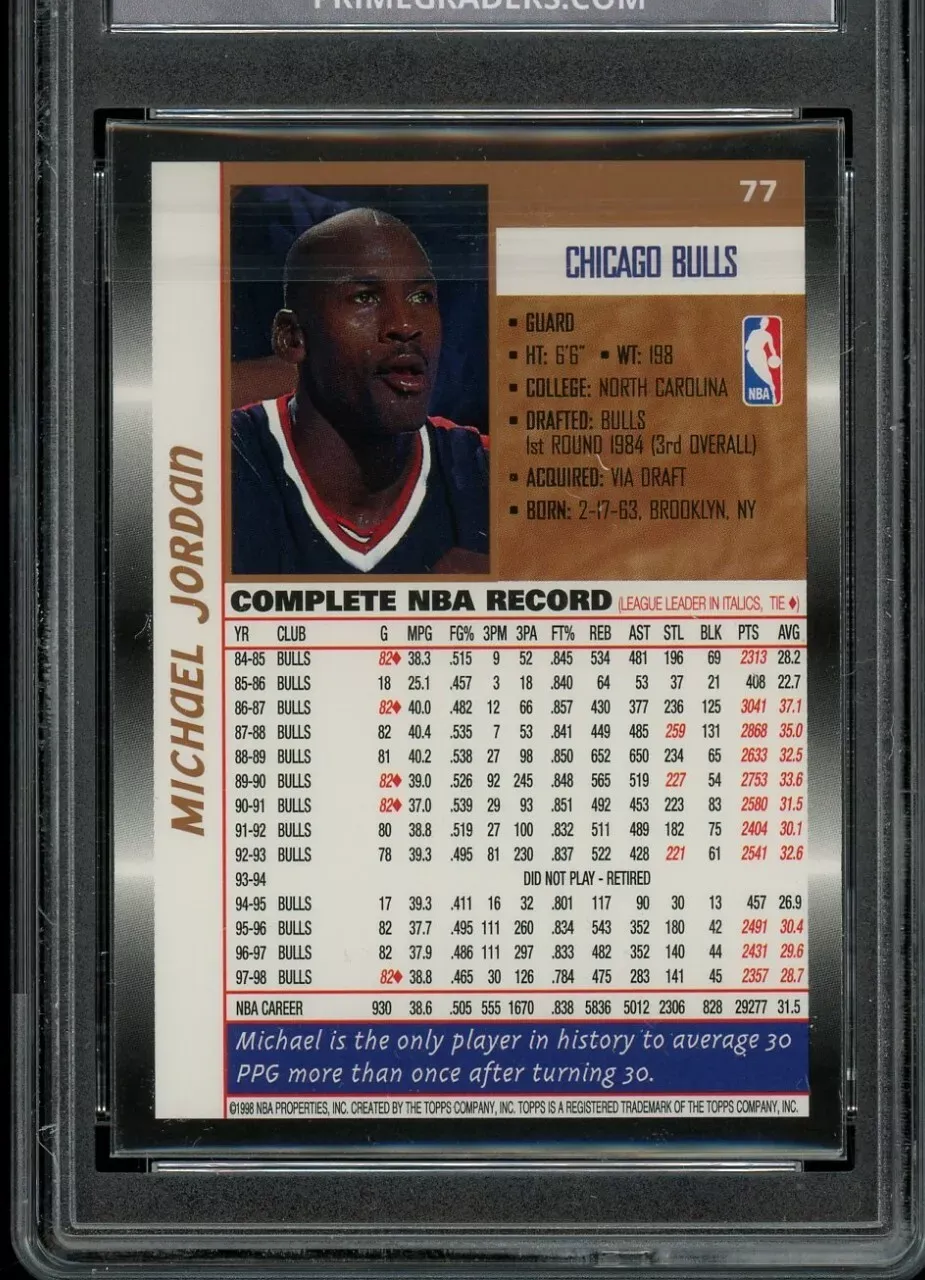 PRIMEGRADERS.COM
77
CHICAGO BULLS
▪ GUARD
▪ HT: 6'6" ▪ WT: 198
▪ COLLEGE: NORTH CAROLINA
▪ DRAFTED: BULLS
1st ROUND 1984 (3rd OVERALL)
▪ ACQUIRED: VIA DRAFT
▪ BORN: 2-17-63, BROOKLYN, NY
NBA
MICHAEL JORDAN
COMPLETE NBA RECORD (LEAGUE LEADER IN ITALICS, TIE ♦)
YR CLUB G MPG FG% 3PM 3PA FT% REB AST STL BLK PTS AVG
84-85 BULLS 82♦ 38.3 .515 9 52 .845 534 481 196 69 2313 28.2
85-86 BULLS 18 25.1 .457 3 18 .840 64 53 37 21 408 22.7
86-87 BULLS 82♦ 40.0 .482 12 66 .857 430 377 236 125 3041 37.1
87-88 BULLS 82 40.4 .535 7 53 .841 449 485 259 131 2868 35.0
88-89 BULLS 81 40.2 .538 27 98 .850 652 650 234 65 2633 32.5
89-90 BULLS 82♦ 39.0 .526 92 245 .848 565 519 227 54 2753 33.6
90-91 BULLS 82♦ 37.0 .539 29 93 .851 492 453 223 83 2580 31.5
91-92 BULLS 80 38.8 .519 27 100 .832 511 489 182 75 2404 30.1
92-93 BULLS 78 39.3 .495 81 230 .837 522 428 221 61 2541 32.6
93-94 DID NOT PLAY - RETIRED
94-95 BULLS 17 39.3 .411 16 32 .801 117 90 30 13 457 26.9
95-96 BULLS 82 37.7 .495 111 260 .834 543 352 180 42 2491 30.4
96-97 BULLS 82 37.9 .486 111 297 .833 482 352 140 44 2431 29.6
97-98 BULLS 82♦ 38.8 .465 30 126 .784 475 283 141 45 2357 28.7
NBA CAREER 930 38.6 .505 555 1670 .838 5836 5012 2306 828 29277 31.5
Michael is the only player in history to average 30
PPG more than once after turning 30.
©1998 NBA PROPERTIES, INC. CREATED BY THE TOPPS COMPANY, INC. TOPPS IS A REGISTERED TRADEMARK OF THE TOPPS COMPANY, INC.